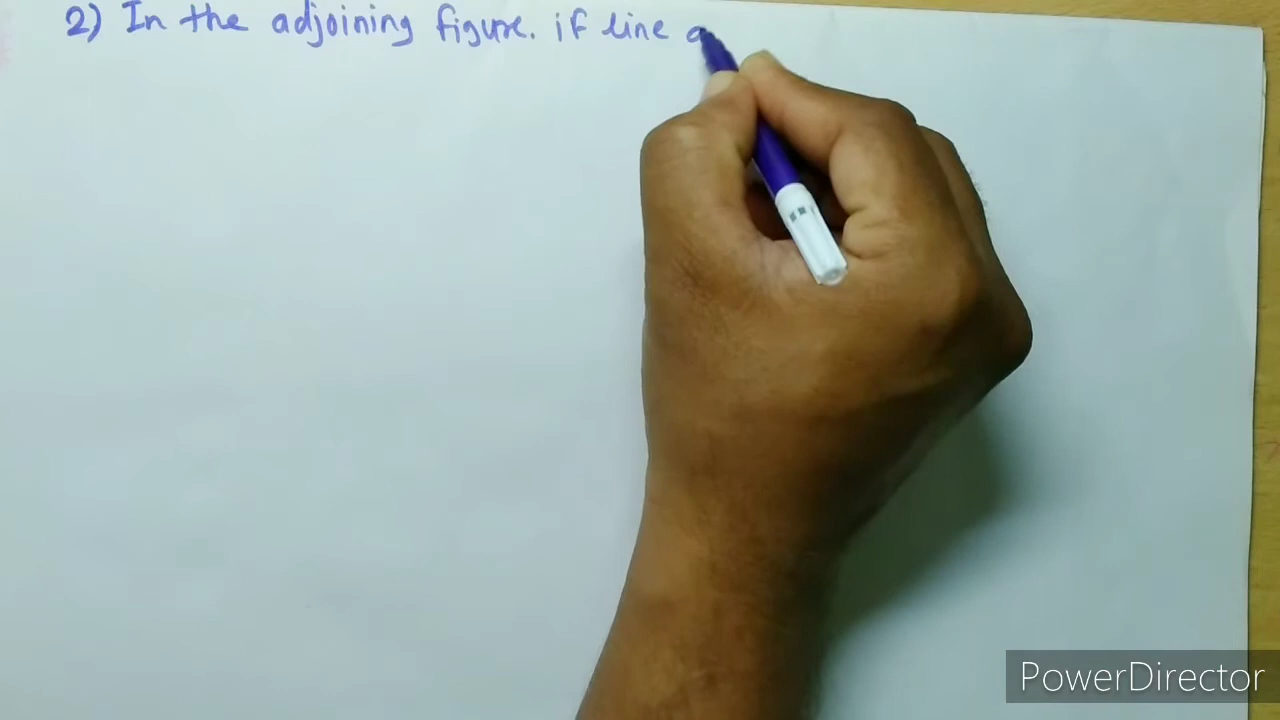 2) In the adjoining figure. if line a
PowerDirector